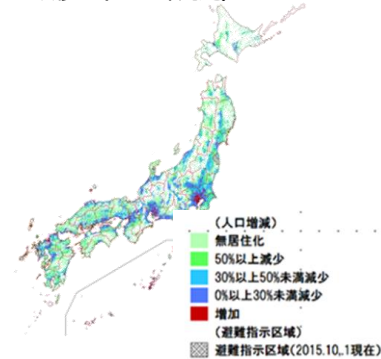 (人口増減)
無居住化
50%以上減少
30%以上50%未満減少
0%以上30%未満減少
増加
(避難指示区域)
避難指示区域(2015.10,.1現在)